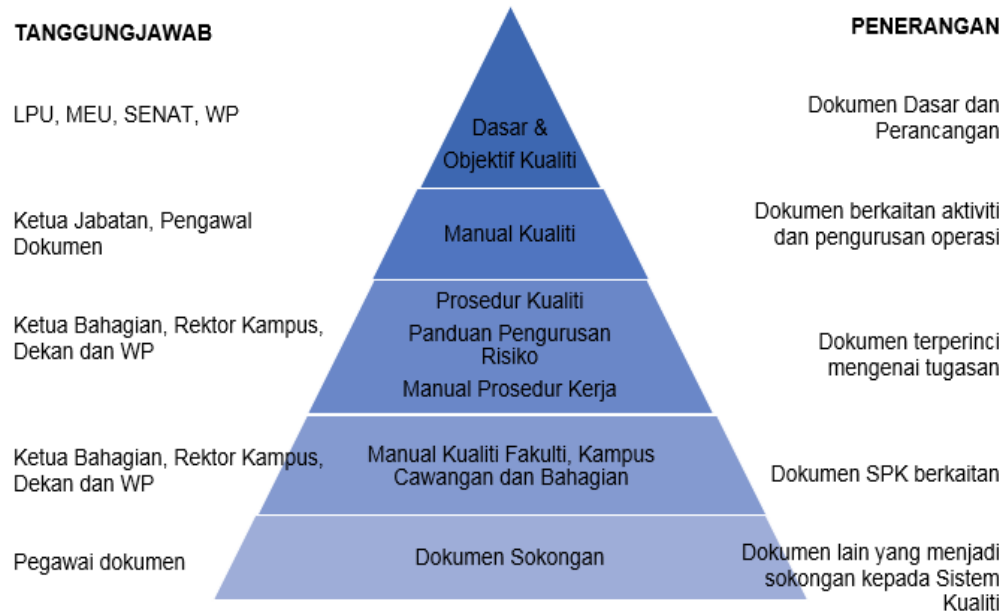 TANGGUNGJAWAB
PENERANGAN
LPU, MEU, SENAT, WP
Dasar &
Objektif Kualiti
Dokumen Dasar dan
Perancangan
Ketua Jabatan, Pengawal
Dokumen
Manual Kualiti
Dokumen berkaitan aktiviti
dan pengurusan operasi
Ketua Bahagian, Rektor Kampus,
Dekan dan WP
Prosedur Kualiti
Panduan Pengurusan
Risiko
Manual Prosedur Kerja
Dokumen terperinci
mengenai tugasan
Ketua Bahagian, Rektor Kampus,
Dekan dan WP
Manual Kualiti Fakulti, Kampus
Cawangan dan Bahagian
Dokumen SPK berkaitan
Pegawai dokumen
Dokumen Sokongan
Dokumen lain yang menjadi
sokongan kepada Sistem
Kualiti